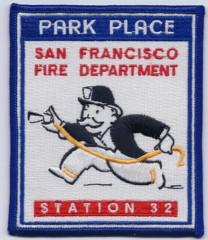 PARK PLACE
SAN FRANCISCO
FIRE DEPARTMENT
STATION 32